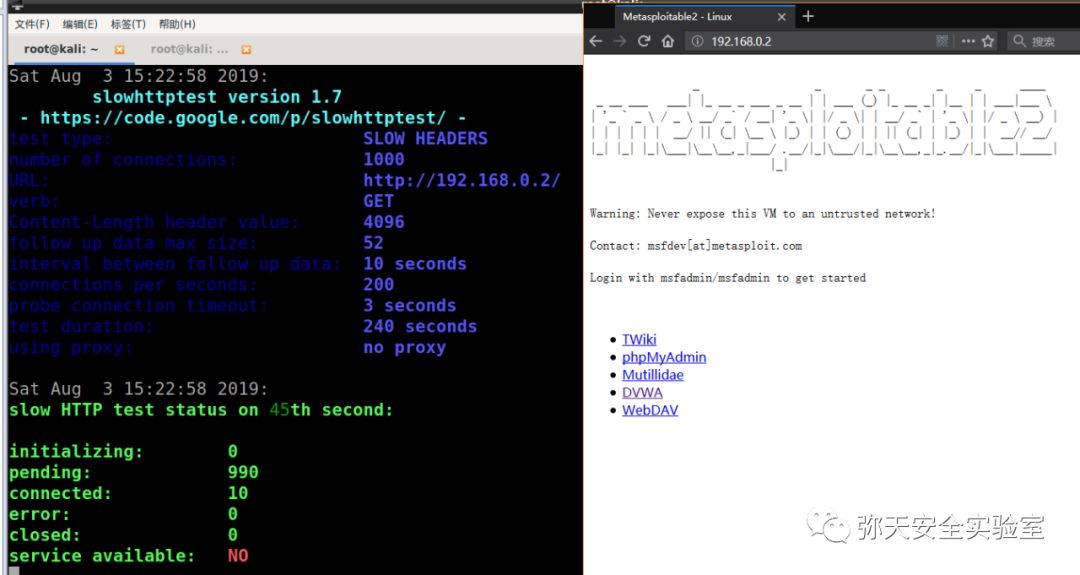 文件(F) 编辑(E) 标签(T) 帮助(H)
root@kali: ~
root@kali: ...
Sat Aug  3 15:22:58 2019:
slowhttptest version 1.7
- https://code.google.com/p/slowhttptest/ -
test type: SLOW HEADERS
number of connections: 1000
URL: http://192.168.0.2/
verb: GET
Content-Length header value: 4096
follow up data max size: 52
interval between follow up data: 10 seconds
connections per seconds: 200
probe connection timeout: 3 seconds
test duration: 240 seconds
using proxy: no proxy
Sat Aug  3 15:22:58 2019:
slow HTTP test status on 45th second:
initializing: 0
pending: 990
connected: 10
error: 0
closed: 0
service available: NO
Metasploitable2 - Linux
192.168.0.2
搜索
metasploitable2
Warning: Never expose this VM to an untrusted network!
Contact: msfdev[at]metasploit.com
Login with msfadmin/msfadmin to get started
TWiki
phpMyAdmin
Mutillidae
DVWA
WebDAV
弥天安全实验室